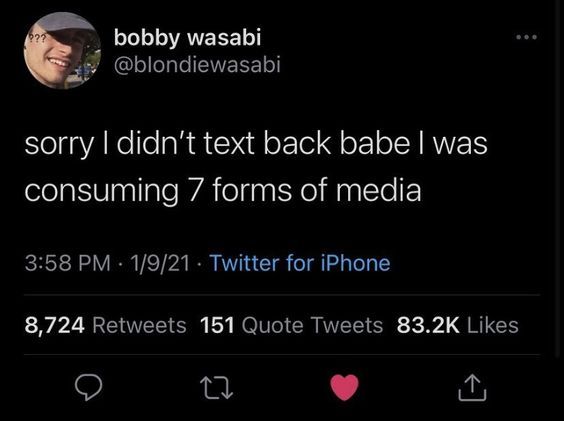 ???
bobby wasabi
@blondiewasabi
sorry I didn't text back babe I was
consuming 7 forms of media
3:58 PM · 1/9/21 · Twitter for iPhone
8,724 Retweets 151 Quote Tweets 83.2K Likes